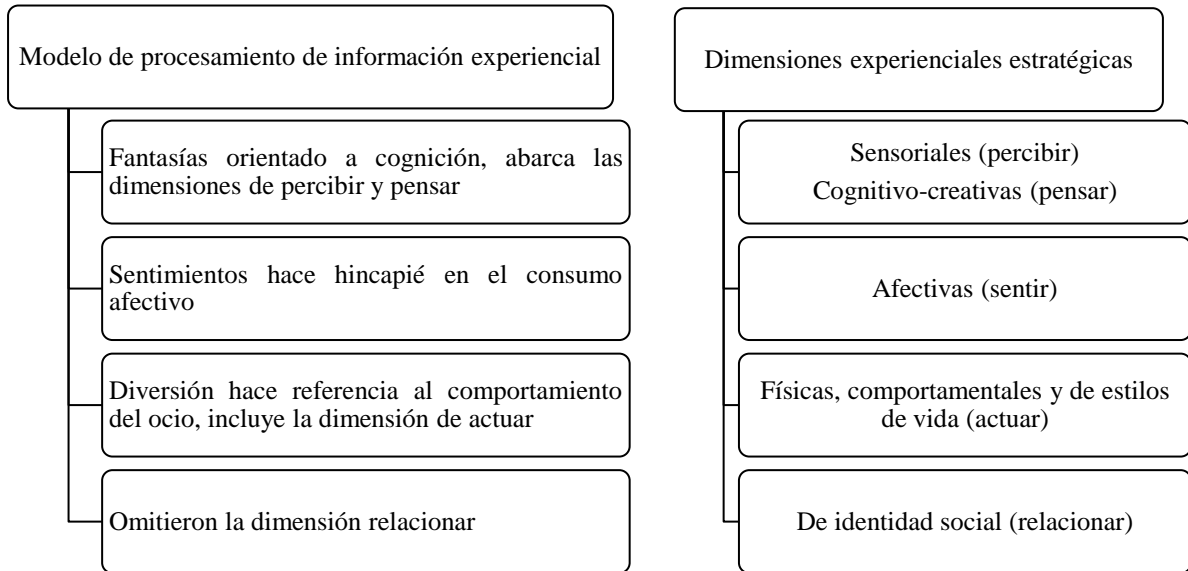 Modelo de procesamiento de información experiencial
Fantasías orientado a cognición, abarca las
dimensiones de percibir y pensar
Sentimientos hace hincapié en el consumo
afectivo
Diversión hace referencia al comportamiento
del ocio, incluye la dimensión de actuar
Omitieron la dimensión relacionar
Dimensiones experienciales estratégicas
Sensoriales (percibir)
Cognitivo-creativas (pensar)
Afectivas (sentir)
Físicas, comportamentales y de estilos
de vida (actuar)
De identidad social (relacionar)